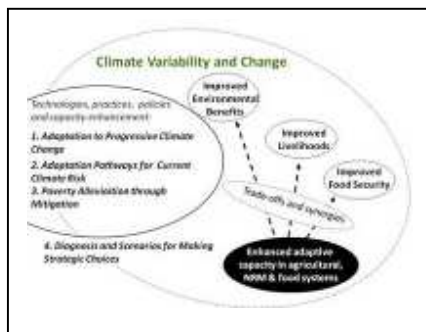 Climate Variability and Change
Technologies, practices, policies
and capacity enhancement:
1. Adaptation to Progressive Climate
Change
2. Adaptation Pathways for Current
Climate Risk
3. Poverty Alleviation through
Mitigation
4. Diagnosis and Scenarios for Making
Strategic Choices
Improved
Environmental
Benefits
Improved
Livelihoods
Improved
Food Security
Trade-offs and synergies
Enhanced adaptive
capacity in agricultural,
NRM & food systems